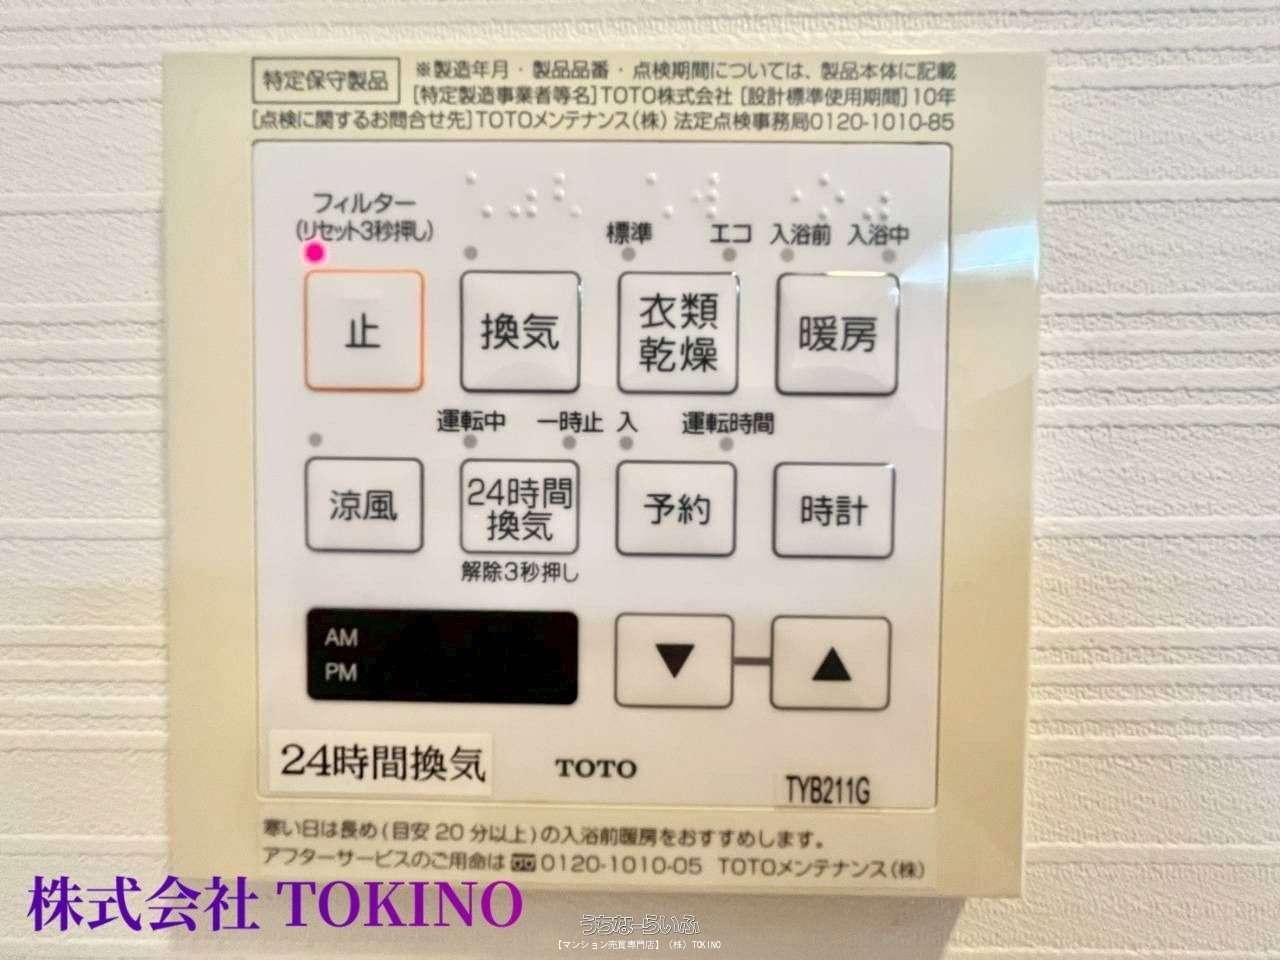 特定保守製品
※製造年月・製品品番・点検期間については、製品本体に記載
[特定製造事業者等名]TOTO株式会社 [設計標準使用期間]10年
[点検に関するお問合せ先]TOTOメンテナンス(株) 法定点検事務局0120-1010-85
フィルター
(リセット3秒押し)
標準 エコ 入浴前 入浴中
止 換気 衣類乾燥 暖房
運転中 一時止 入 運転時間
涼風 24時間換気 予約 時計
解除3秒押し
AM
PM
▼ ▲
24時間換気 TOTO TYB211G
寒い日は長め(目安20分以上)の入浴前暖房をおすすめします。
アフターサービスのご用命は 0120-1010-05 TOTOメンテナンス(株)
株式会社 TOKINO
うちなーらいふ
【マンション売買専門店】(株)TOKINO